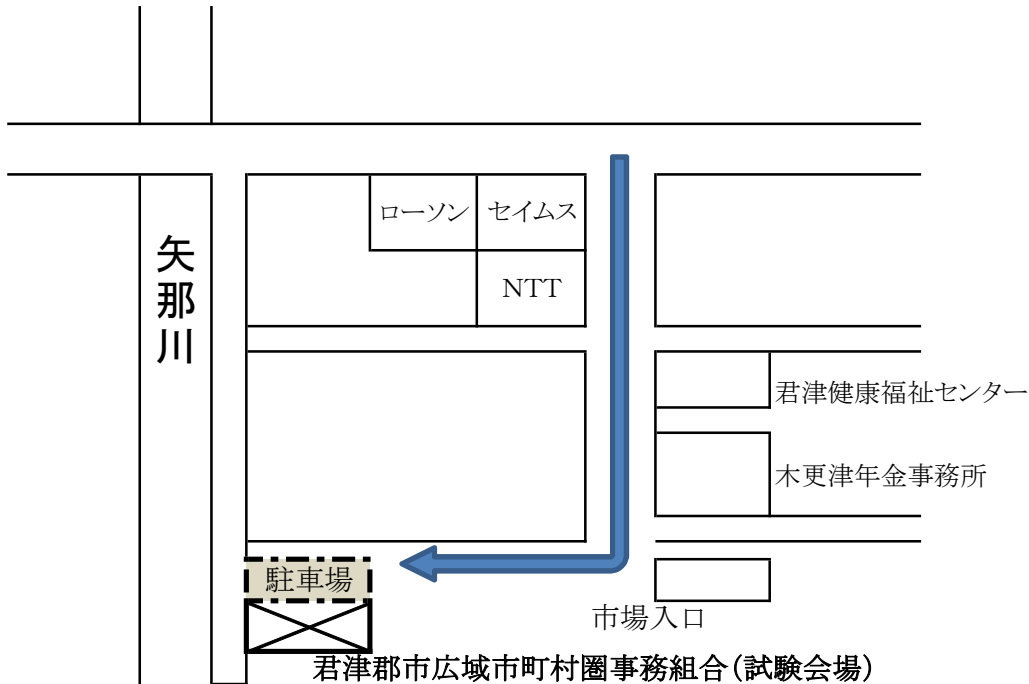 ローソン
セイムス
NTT
矢那川
君津健康福祉センター
木更津年金事務所
駐車場
市場入口
君津郡市広域市町村圏事務組合(試験会場)